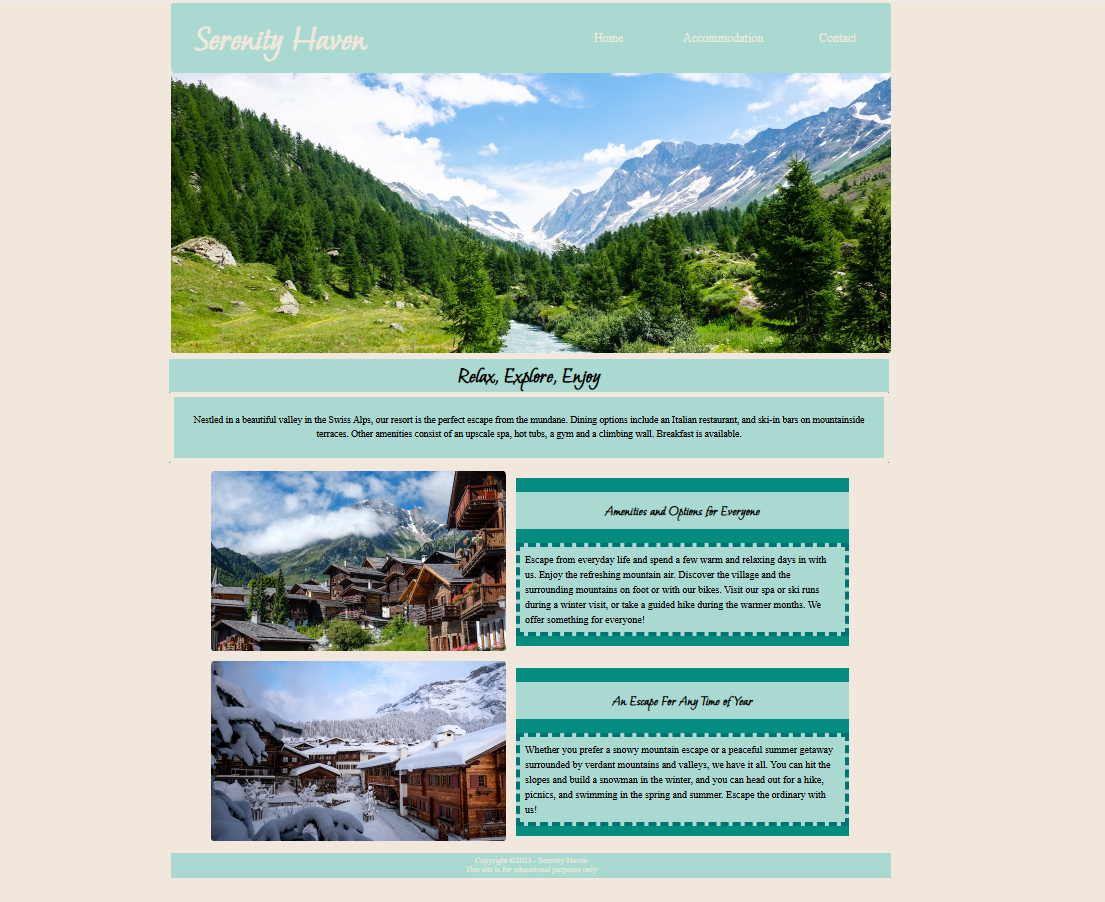 Serenity Haven
Home Accommodation Contact
Relax, Explore, Enjoy
Nestled in a beautiful valley in the Swiss Alps, our resort is the perfect escape from the mundane. Dining options include an Italian restaurant, and ski-in bars on mountainside
terraces. Other amenities consist of an upscale spa, hot tubs, a gym and a climbing wall. Breakfast is available.
Amenities and Options for Everyone
Escape from everyday life and spend a few warm and relaxing days in with
us. Enjoy the refreshing mountain air. Discover the village and the
surrounding mountains on foot or with our bikes. Visit our spa or ski runs
during a winter visit, or take a guided hike during the warmer months. We
offer something for everyone!
An Escape For Any Time of Year
Whether you prefer a snowy mountain escape or a peaceful summer getaway
surrounded by verdant mountains and valleys, we have it all. You can hit the
slopes and build a snowman in the winter, and you can head out for a hike,
picnics, and swimming in the spring and summer. Escape the ordinary with
us!
Copyright ©2023 - Serenity Haven
This site is for educational purposes only